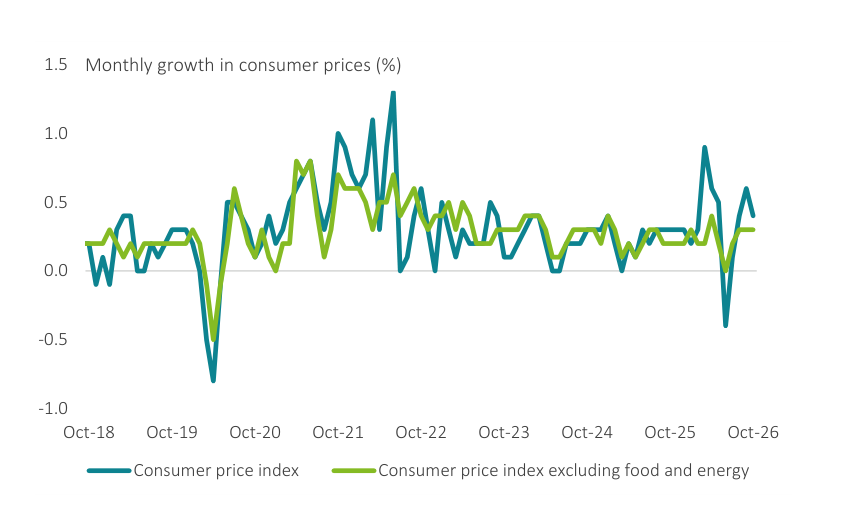 Monthly growth in consumer prices (%)
1.5
1.0
0.5
0.0
-0.5
-1.0
Oct-18 Oct-19 Oct-20 Oct-21 Oct-22 Oct-23 Oct-24 Oct-25 Oct-26
Consumer price index Consumer price index excluding food and energy